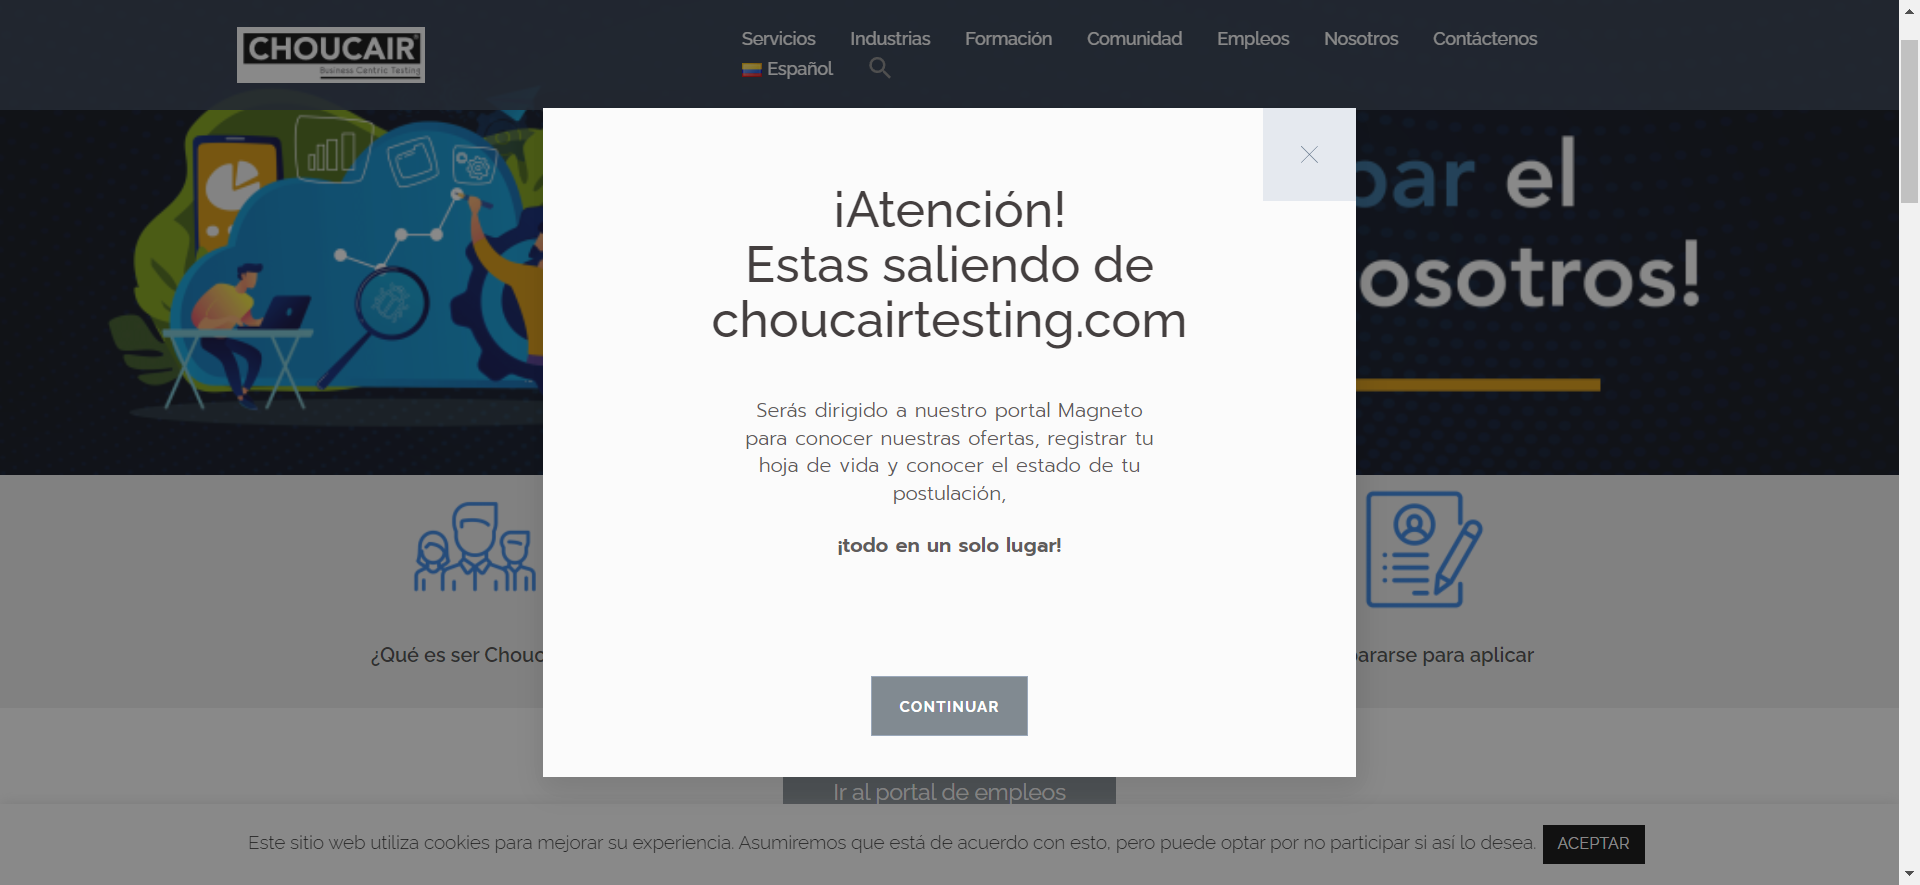 CHOUCAIR
Business Centric Testing
Servicios Industrias Formación Comunidad Empleos Nosotros Contáctenos
Español
el
osotros!
¡Atención!
Estas saliendo de
choucairtesting.com
Serás dirigido a nuestro portal Magneto
para conocer nuestras ofertas, registrar tu
hoja de vida y conocer el estado de tu
postulación,
¡todo en un solo lugar!
CONTINUAR
¿Qué es ser Chouc
ararse para aplicar
Ir al portal de empleos
Este sitio web utiliza cookies para mejorar su experiencia. Asumiremos que está de acuerdo con esto, pero puede optar por no participar si así lo desea. ACEPTAR